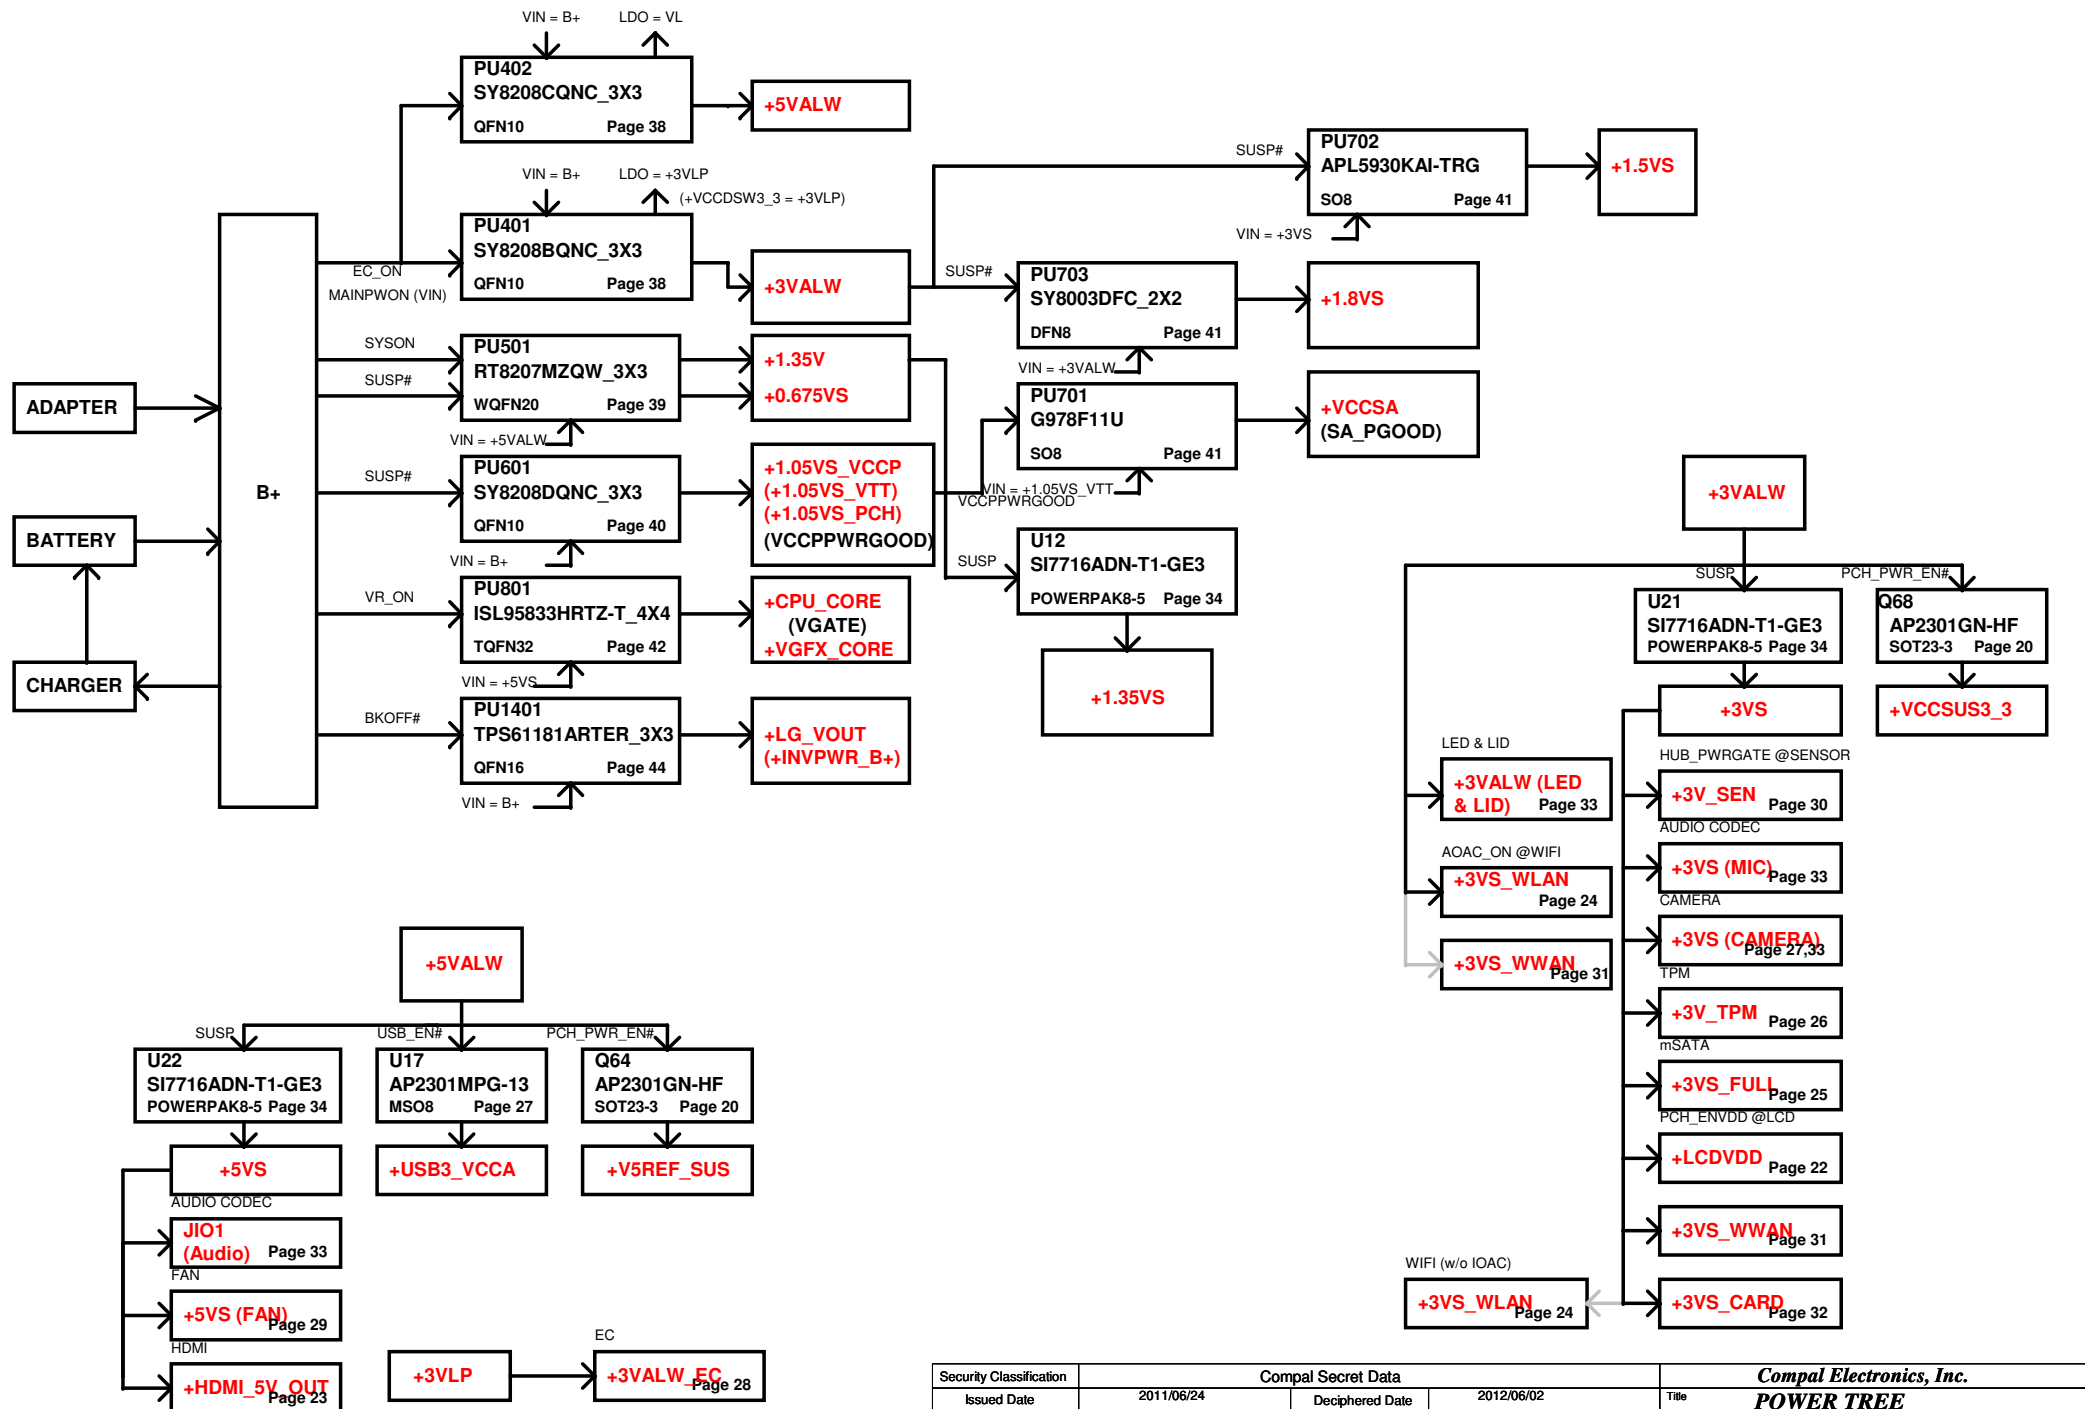 VIN = B+
LDO = VL
PU402
SY8208CQNC_3X3
QFN10 Page 38
+5VALW
VIN = B+
LDO = +3VLP
(+VCCDSW3_3 = +3VLP)
PU401
SY8208BQNC_3X3
QFN10 Page 38
EC_ON
MAINPWON (VIN)
+3VALW
SUSP#
PU702
APL5930KAI-TRG
SO8 Page 41
VIN = +3VS
+1.5VS
SUSP#
PU703
SY8003DFC_2X2
DFN8 Page 41
VIN = +3VALW
+1.8VS
SYSON
SUSP#
PU501
RT8207MZQW_3X3
WQFN20 Page 39
VIN = +5VALW
+1.35V
+0.675VS
PU701
G978F11U
SO8 Page 41
VIN = +1.05VS_VTT
VCCPPWRGOOD
+VCCSA
(SA_PGOOD)
ADAPTER
BATTERY
CHARGER
B+
SUSP#
PU601
SY8208DQNC_3X3
QFN10 Page 40
VIN = B+
+1.05VS_VCCP
(+1.05VS_VTT)
(+1.05VS_PCH)
(VCCPPWRGOOD)
SUSP
U12
SI7716ADN-T1-GE3
POWERPAK8-5 Page 34
+1.35VS
VR_ON
PU801
ISL95833HRTZ-T_4X4
TQFN32 Page 42
VIN = +5VS
+CPU_CORE
(VGATE)
+VGFX_CORE
BKOFF#
PU1401
TPS61181ARTER_3X3
QFN16 Page 44
VIN = B+
+LG_VOUT
(+INVPWR_B+)
+3VALW
SUSP
U21
SI7716ADN-T1-GE3
POWERPAK8-5 Page 34
PCH_PWR_EN#
Q68
AP2301GN-HF
SOT23-3 Page 20
+3VS
+VCCSUS3_3
LED & LID
+3VALW (LED
& LID) Page 33
AOAC_ON @WIFI
+3VS_WLAN
Page 24
+3VS_WWAN
Page 31
HUB_PWRGATE @SENSOR
+3V_SEN Page 30
AUDIO CODEC
+3VS (MIC)
Page 33
CAMERA
+3VS (CAMERA)
Page 27,33
TPM
+3V_TPM Page 26
mSATA
+3VS_FULL
Page 25
PCH_ENVDD @LCD
+LCDVDD Page 22
+3VS_WWAN
Page 31
WIFI (w/o IOAC)
+3VS_WLAN
Page 24
+3VS_CARD
Page 32
+5VALW
SUSP
U22
SI7716ADN-T1-GE3
POWERPAK8-5 Page 34
USB_EN#
U17
AP2301MPG-13
MSO8 Page 27
PCH_PWR_EN#
Q64
AP2301GN-HF
SOT23-3 Page 20
+5VS
+USB3_VCCA
+V5REF_SUS
AUDIO CODEC
JIO1
(Audio) Page 33
FAN
+5VS (FAN)
Page 29
HDMI
+HDMI_5V_OUT
Page 23
+3VLP
EC
+3VALW_EC
Page 28
Security Classification Compal Secret Data Compal Electronics, Inc.
Issued Date 2011/06/24 Deciphered Date 2012/06/02 Title POWER TREE